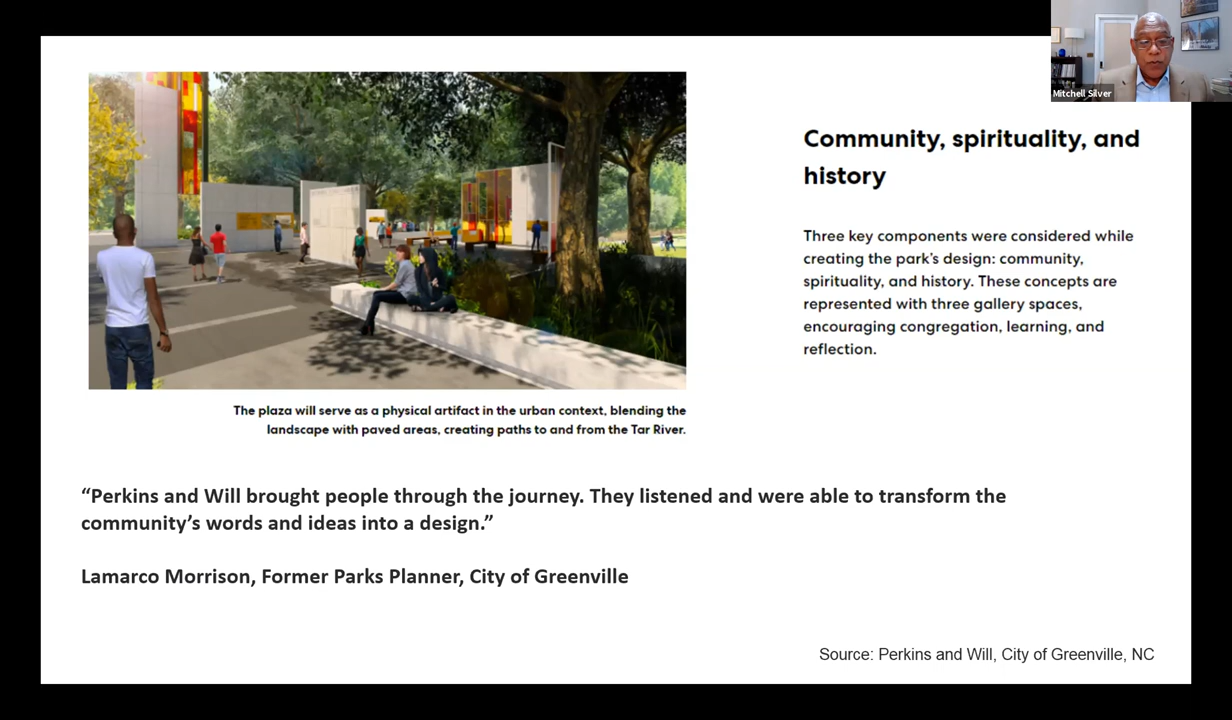 Mitchell Silver
Community, spirituality, and
history
Three key components were considered while
creating the park's design: community,
spirituality, and history. These concepts are
represented with three gallery spaces,
encouraging congregation, learning, and
reflection.
The plaza will serve as a physical artifact in the urban context, blending the
landscape with paved areas, creating paths to and from the Tar River.
“Perkins and Will brought people through the journey. They listened and were able to transform the
community’s words and ideas into a design.”
Lamarco Morrison, Former Parks Planner, City of Greenville
Source: Perkins and Will, City of Greenville, NC